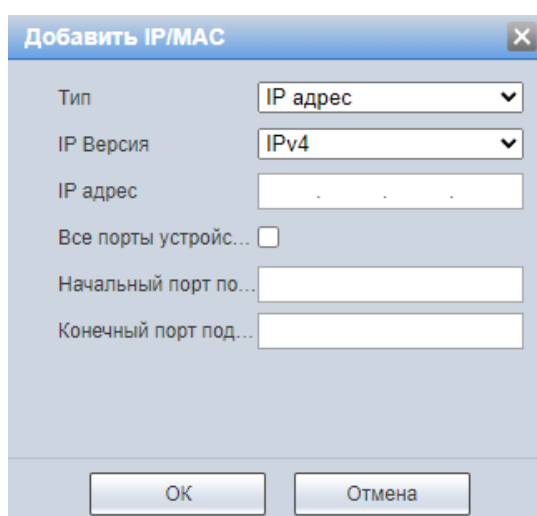 Добавить IP/MAC
Тип
IP адрес
IP Версия
IPv4
IP адрес
Все порты устройс...
Начальный порт по...
Конечный порт под...
ОК
Отмена